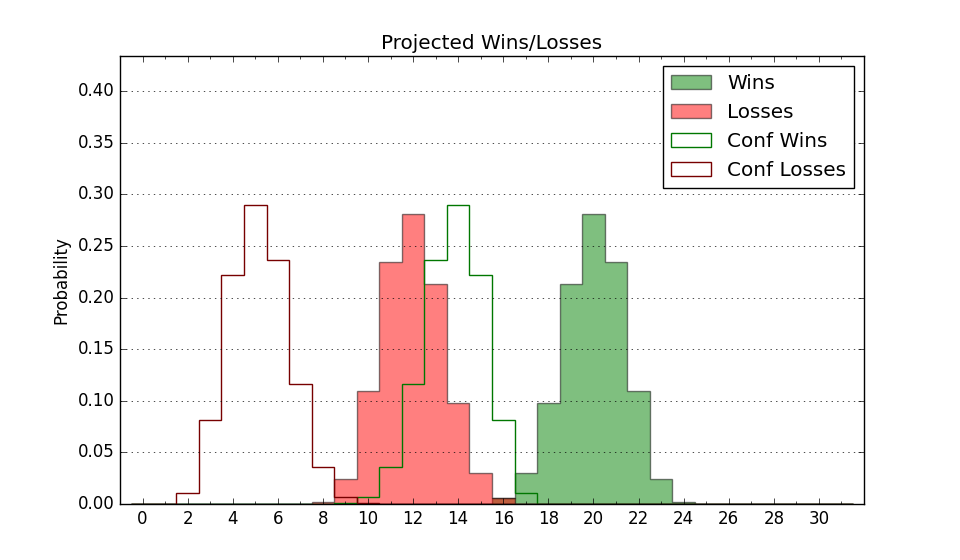 Projected Wins/Losses
Wins
Losses
Conf Wins
Conf Losses
Probability
0.40
0.35
0.30
0.25
0.20
0.15
0.10
0.05
0.00
0 2 4 6 8 10 12 14 16 18 20 22 24 26 28 30